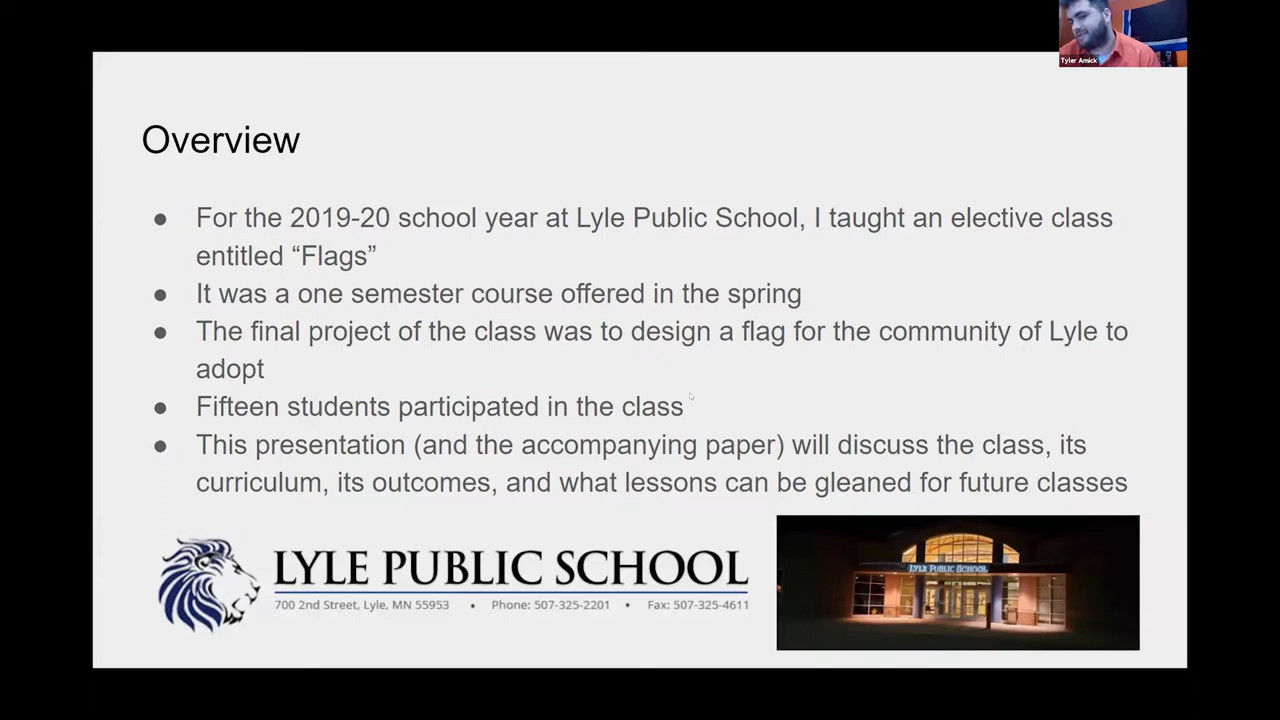 Tyler Amick
Overview
● For the 2019-20 school year at Lyle Public School, I taught an elective class
entitled “Flags”
● It was a one semester course offered in the spring
● The final project of the class was to design a flag for the community of Lyle to
adopt
● Fifteen students participated in the class
● This presentation (and the accompanying paper) will discuss the class, its
curriculum, its outcomes, and what lessons can be gleaned for future classes
LYLE PUBLIC SCHOOL
700 2nd Street, Lyle, MN 55953 • Phone: 507-325-2201 • Fax: 507-325-4611
LYLE PUBLIC SCHOOL